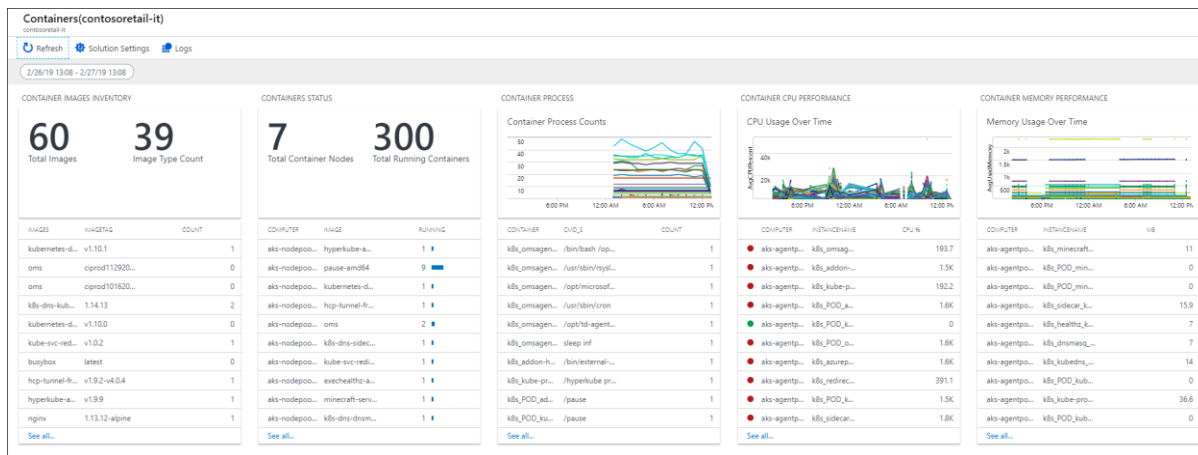 Containers(contosoretail-it)
contosoretail-it
Refresh Solution Settings Logs
2/26/19 13:08 - 2/27/19 13:08
CONTAINER IMAGES INVENTORY
60 39
Total Images Image Type Count
IMAGES IMAGETAG COUNT
kubernetes-d... v1.10.1 1
oms ciprod112920... 0
oms ciprod101620... 0
k8s-dns-kub... 1.14.13 2
kubernetes-d... v1.10.0 0
kube-svc-red... v1.0.2 1
busybox latest 0
hcp-tunnel-fr... v1.9.2-v4.0.4 1
hyperkube-a... v1.9.9 1
nginx 1.13.12-alpine 1
See all...
CONTAINERS STATUS
7 300
Total Container Nodes Total Running Containers
COMPUTER IMAGE RUNNING
aks-nodepoo... hyperkube-a... 1
aks-nodepoo... pause-amd64 9
aks-nodepoo... kubernetes-d... 1
aks-nodepoo... hcp-tunnel-fr... 1
aks-nodepoo... oms 2
aks-nodepoo... k8s-dns-sidec... 1
aks-nodepoo... kube-svc-redi... 1
aks-nodepoo... exechealthz-a... 1
aks-nodepoo... minecraft-serv... 1
aks-nodepoo... k8s-dns-dnsm... 1
See all...
CONTAINER PROCESS
Container Process Counts
50
40
30
20
10
6:00 PM 12:00 AM 6:00 AM 12:00 P
CONTAINER CMD_S COUNT
k8s_omsagen... /bin/bash /op... 1
k8s_omsagen... /usr/sbin/rsysl... 1
k8s_omsagen... /opt/microsof... 1
k8s_omsagen... /usr/sbin/cron 1
k8s_omsagen... /opt/td-agent... 1
k8s_omsagen... sleep inf 1
k8s_addon-h... /bin/external-... 1
k8s_kube-pr... /hyperkube pr... 1
k8s_POD_ad... /pause 1
k8s_POD_ku... /pause 1
See all...
CONTAINER CPU PERFORMANCE
CPU Usage Over Time
AvgCPUPercent
40k
20k
6:00 PM 12:00 AM 6:00 AM 12:00 P
COMPUTER INSTANCENAME CPU %
aks-agentp... k8s_omsag... 193.7
aks-agentp... k8s_addon-... 1.5K
aks-agentp... k8s_kube-p... 192.2
aks-agentp... k8s_POD_a... 1.6K
aks-agentp... k8s_POD_k... 0
aks-agentp... k8s_POD_o... 1.6K
aks-agentp... k8s_azurep... 1.6K
aks-agentp... k8s_redirec... 391.1
aks-agentp... k8s_POD_k... 1.5K
aks-agentp... k8s_sidecar... 1.8K
See all...
CONTAINER MEMORY PERFORMANCE
Memory Usage Over Time
AvgUsedMemory
2k
1.5k
1k
500
6:00 PM 12:00 AM 6:00 AM 12:00 P
COMPUTER INSTANCENAME MB
aks-agentpo... k8s_minecraft... 11
aks-agentpo... k8s_POD_min... 0
aks-agentpo... k8s_POD_min... 0
aks-agentpo... k8s_sidecar_k... 15.9
aks-agentpo... k8s_healthz_k... 7
aks-agentpo... k8s_dnsmasq_... 7
aks-agentpo... k8s_kubedns_... 14
aks-agentpo... k8s_POD_kub... 0
aks-agentpo... k8s_kube-pro... 36.6
aks-agentpo... k8s_POD_kub... 0
See all...